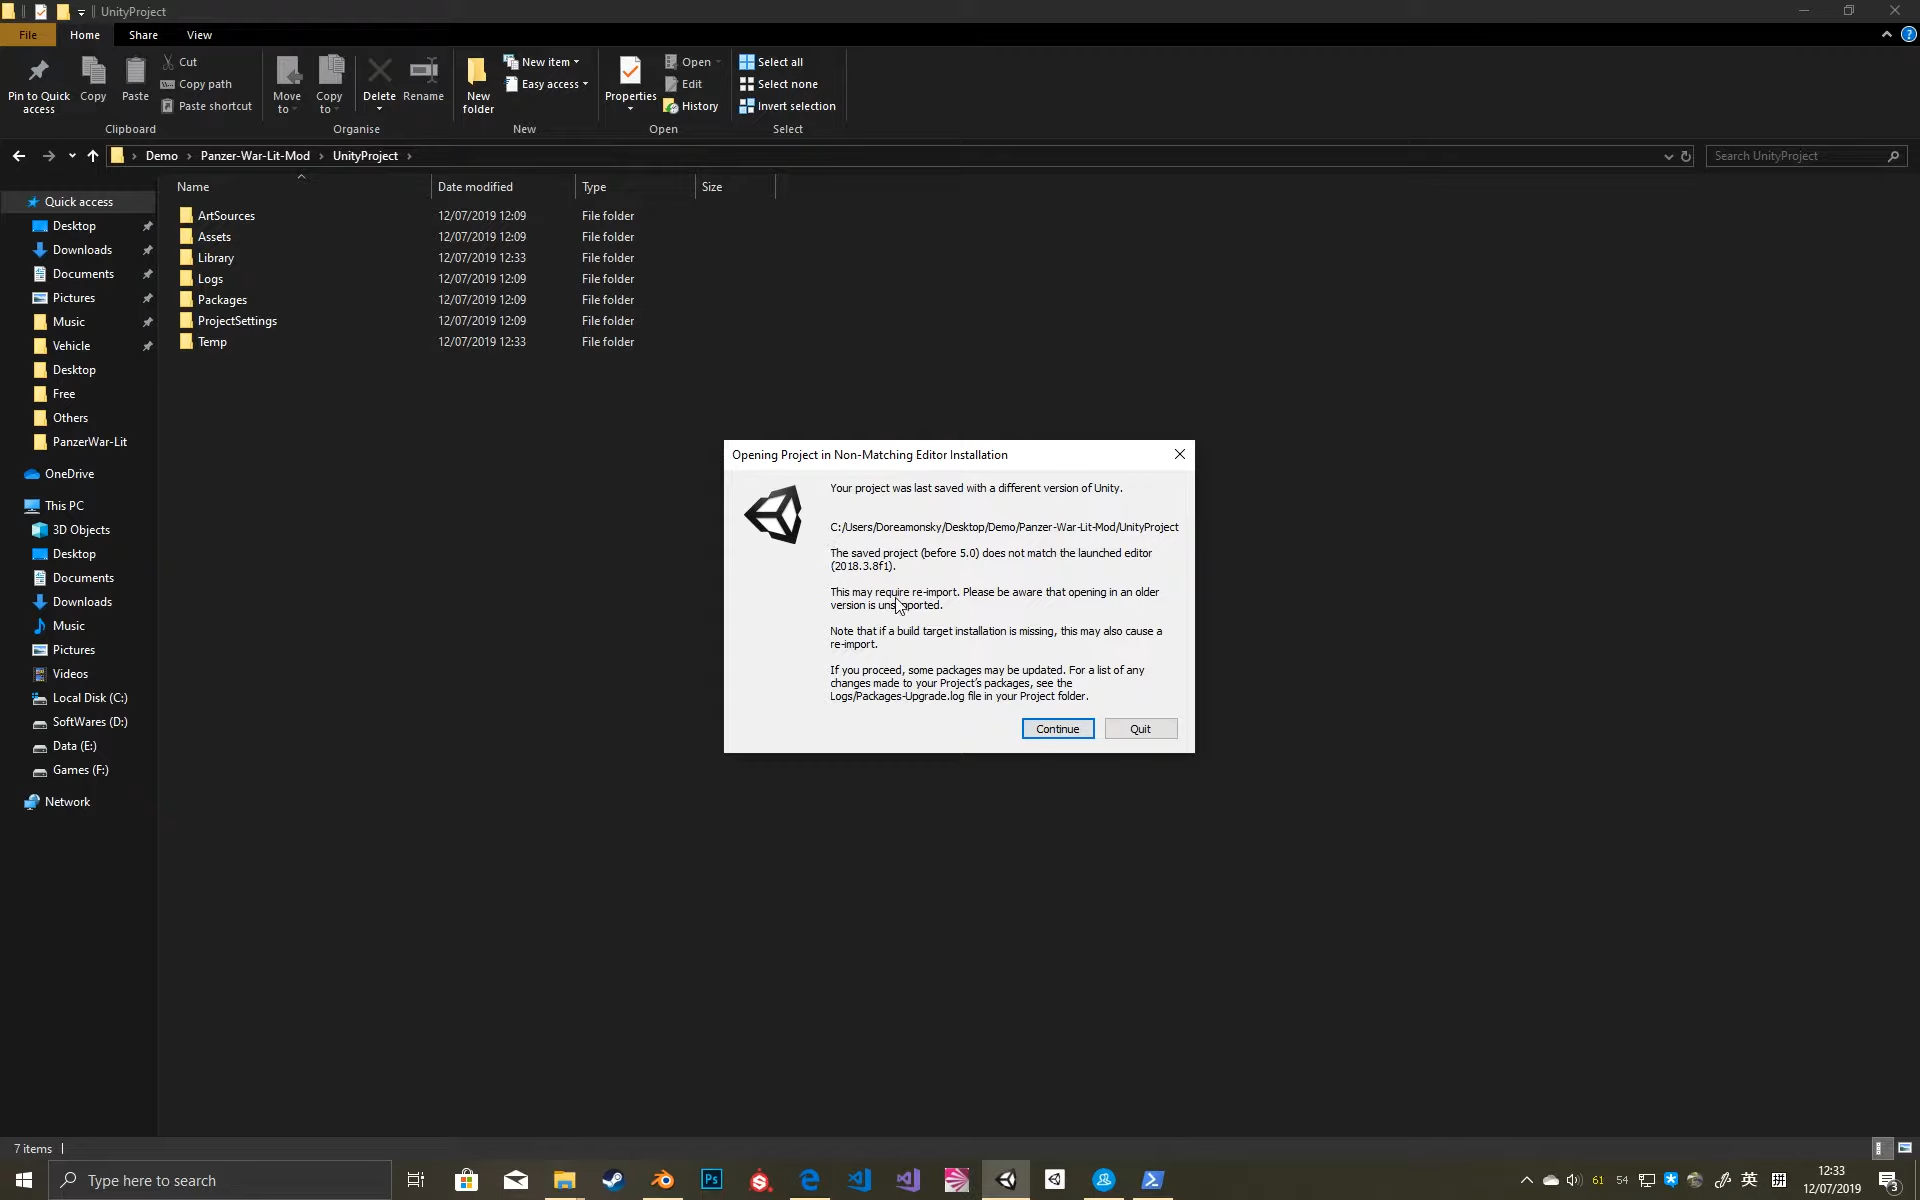 UnityProject
File
Home
Share
View
Pin to Quick
access
Copy
Paste
Cut
Copy path
Paste shortcut
Clipboard
Move
to
Copy
to
Delete
Rename
Organise
New
folder
New item
Easy access
New
Properties
Open
Edit
History
Open
Select all
Select none
Invert selection
Select
Demo
Panzer-War-Lit-Mod
UnityProject
Search UnityProject
Name
Date modified
Type
Size
ArtSources 12/07/2019 12:09 File folder
Assets 12/07/2019 12:09 File folder
Library 12/07/2019 12:33 File folder
Logs 12/07/2019 12:09 File folder
Packages 12/07/2019 12:09 File folder
ProjectSettings 12/07/2019 12:09 File folder
Temp 12/07/2019 12:33 File folder
Quick access
Desktop
Downloads
Documents
Pictures
Music
Vehicle
Desktop
Free
Others
PanzerWar-Lit
OneDrive
This PC
3D Objects
Desktop
Documents
Downloads
Music
Pictures
Videos
Local Disk (C:)
SoftWares (D:)
Data (E:)
Games (F:)
Network
Opening Project in Non-Matching Editor Installation
Your project was last saved with a different version of Unity.
C:/Users/Doreamonsky/Desktop/Demo/Panzer-War-Lit-Mod/UnityProject
The saved project (before 5.0) does not match the launched editor
(2018.3.8f1).
This may require re-import. Please be aware that opening in an older
version is unsupported.
Note that if a build target installation is missing, this may also cause a
re-import.
If you proceed, some packages may be updated. For a list of any
changes made to your Project's packages, see the
Logs/Packages-Upgrade.log file in your Project folder.
Continue
Quit
7 items
Type here to search
Ps
61
54
英
12:33
12/07/2019
3